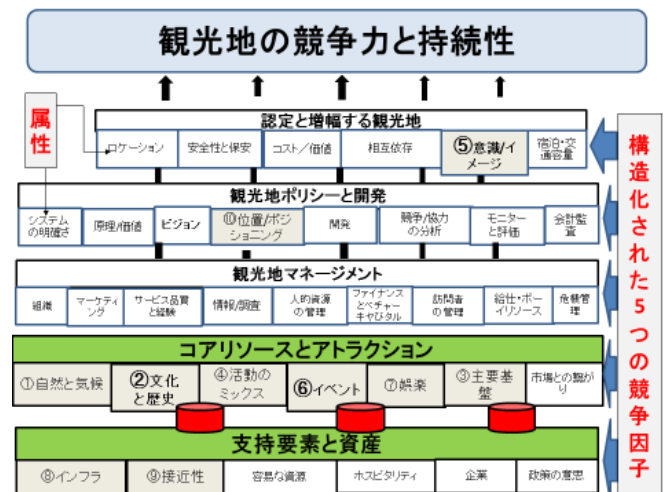 観光地の競争力と持続性
属
性
認定と増幅する観光地
ロケーション
安全性と保安
コスト／価値
相互依存
⑤意識/イ
メージ
宿泊・交
通容量
観光地ポリシーと開発
システム
の明確さ
原理/価値
ビジョン
⑩位置/ポジ
ショニング
開発
競争/協力
の分析
モニター
と評価
会計監
査
観光地マネージメント
組織
マーケティ
ング
サービス品質
と経験
情報/調査
人的資源
の管理
ファイナンス
とベチャー
キャピタル
訪問者
の管理
給仕・ボー
イリソース
危機管
理
コアリソースとアトラクション
①自然と気候
②文化
と歴史
④活動の
ミックス
⑥イベント
⑦娯楽
③主要基
盤
市場との繋が
り
支持要素と資産
⑧インフラ
⑨接近性
容易な資源
ホスピタリティ
企業
政策の意思
構
造
化
さ
れ
た
５
つ
の
競
争
因
子